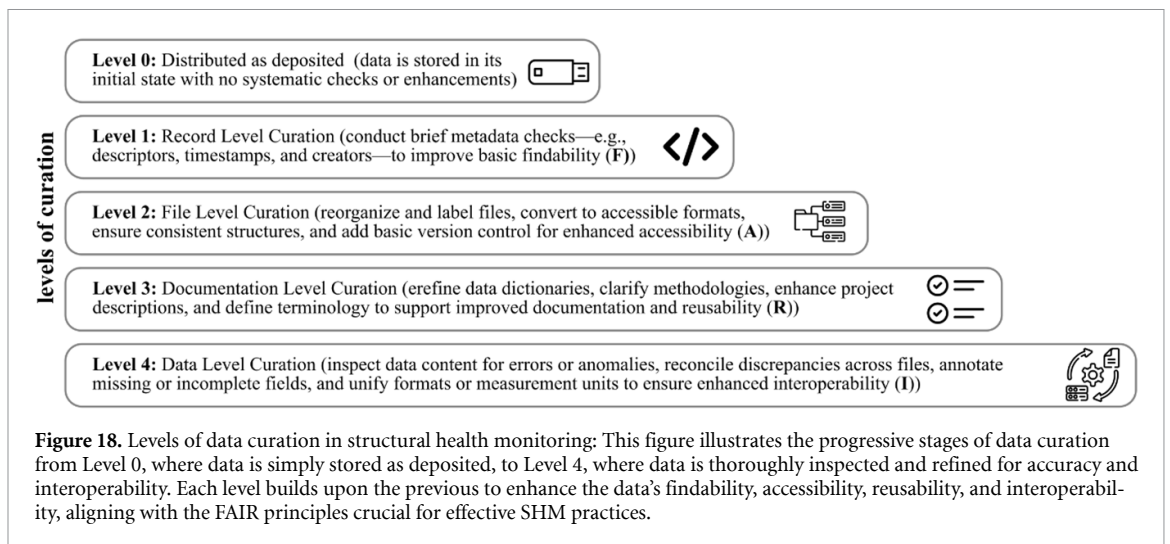 levels of curation
Level 0: Distributed as deposited (data is stored in its
initial state with no systematic checks or enhancements)
Level 1: Record Level Curation (conduct brief metadata checks—e.g.,
descriptors, timestamps, and creators—to improve basic findability (F))
Level 2: File Level Curation (reorganize and label files, convert to accessible formats,
ensure consistent structures, and add basic version control for enhanced accessibility (A))
Level 3: Documentation Level Curation (erefine data dictionaries, clarify methodologies, enhance project
descriptions, and define terminology to support improved documentation and reusability (R))
Level 4: Data Level Curation (inspect data content for errors or anomalies, reconcile discrepancies across files, annotate
missing or incomplete fields, and unify formats or measurement units to ensure enhanced interoperability (I))
Figure 18. Levels of data curation in structural health monitoring: This figure illustrates the progressive stages of data curation
from Level 0, where data is simply stored as deposited, to Level 4, where data is thoroughly inspected and refined for accuracy and
interoperability. Each level builds upon the previous to enhance the data's findability, accessibility, reusability, and interoperabil-
ity, aligning with the FAIR principles crucial for effective SHM practices.